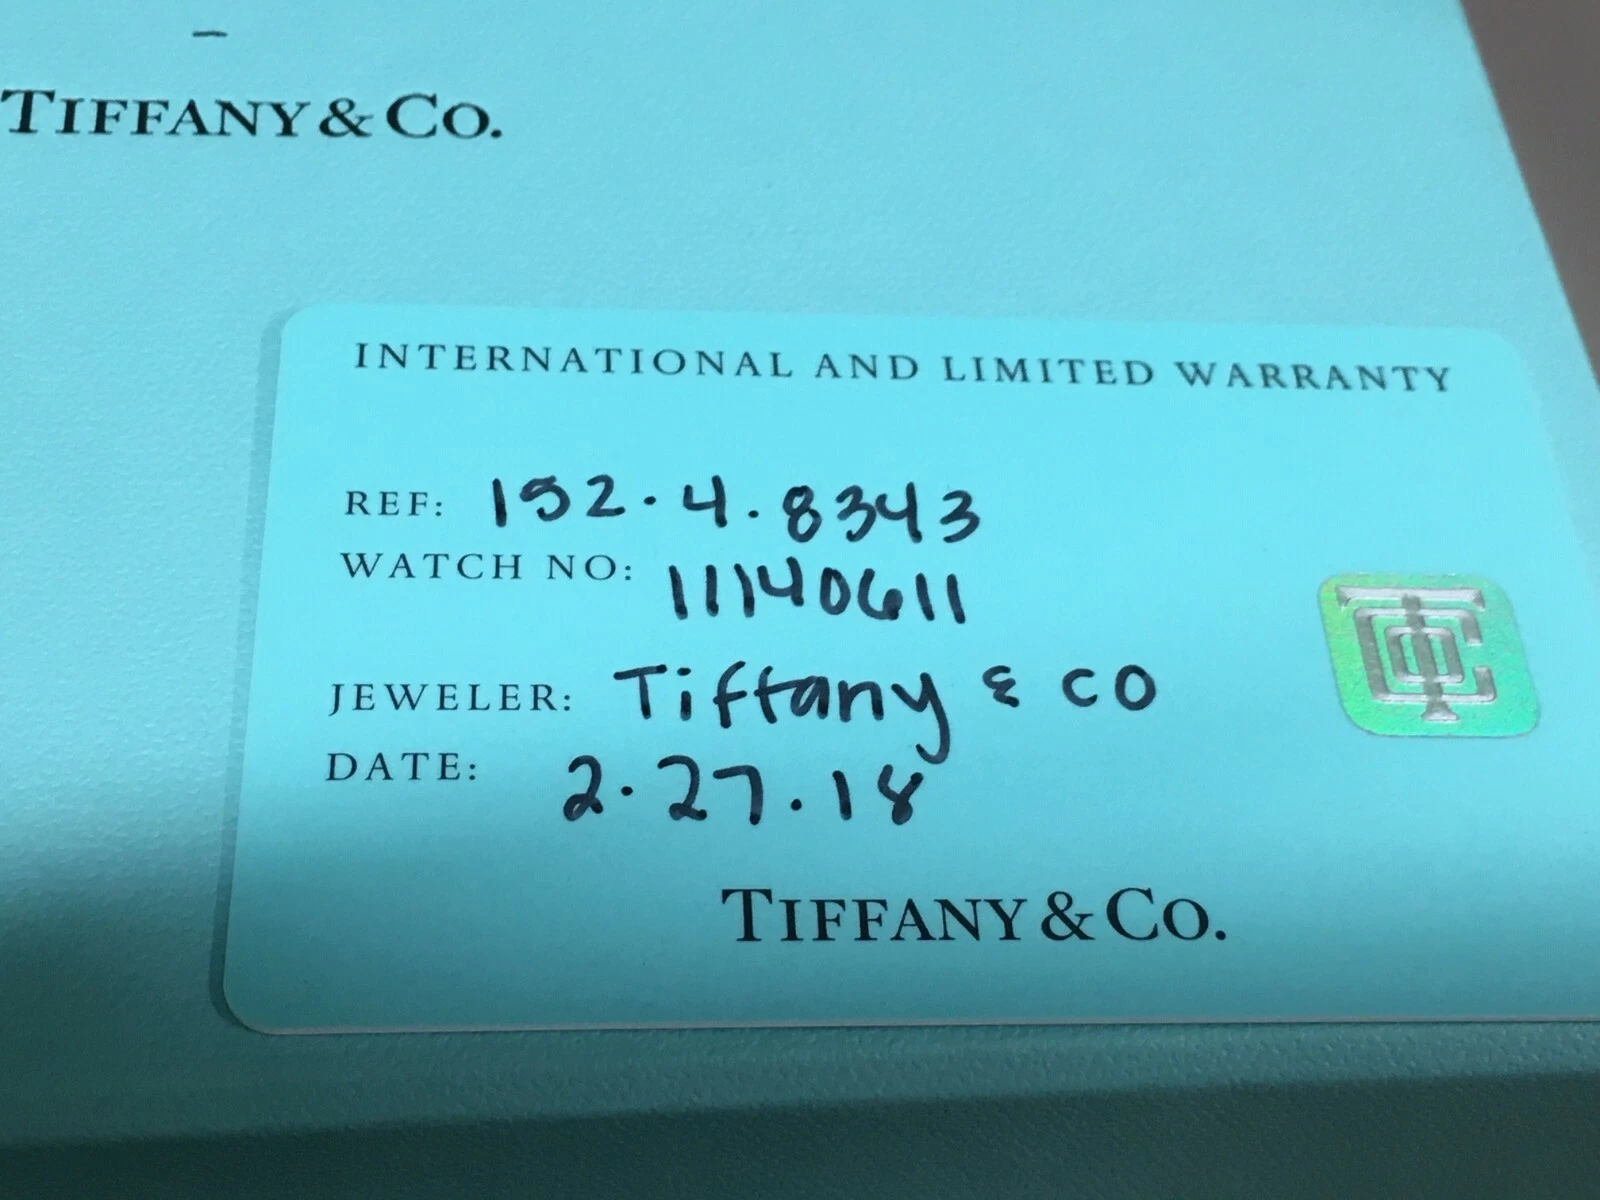 TIFFANY & CO.
INTERNATIONAL AND LIMITED WARRANTY
REF: 152.4.8343
WATCH NO: 11140611
JEWELER: Tiffany & CO
DATE: 2.27.18
TIFFANY & CO.